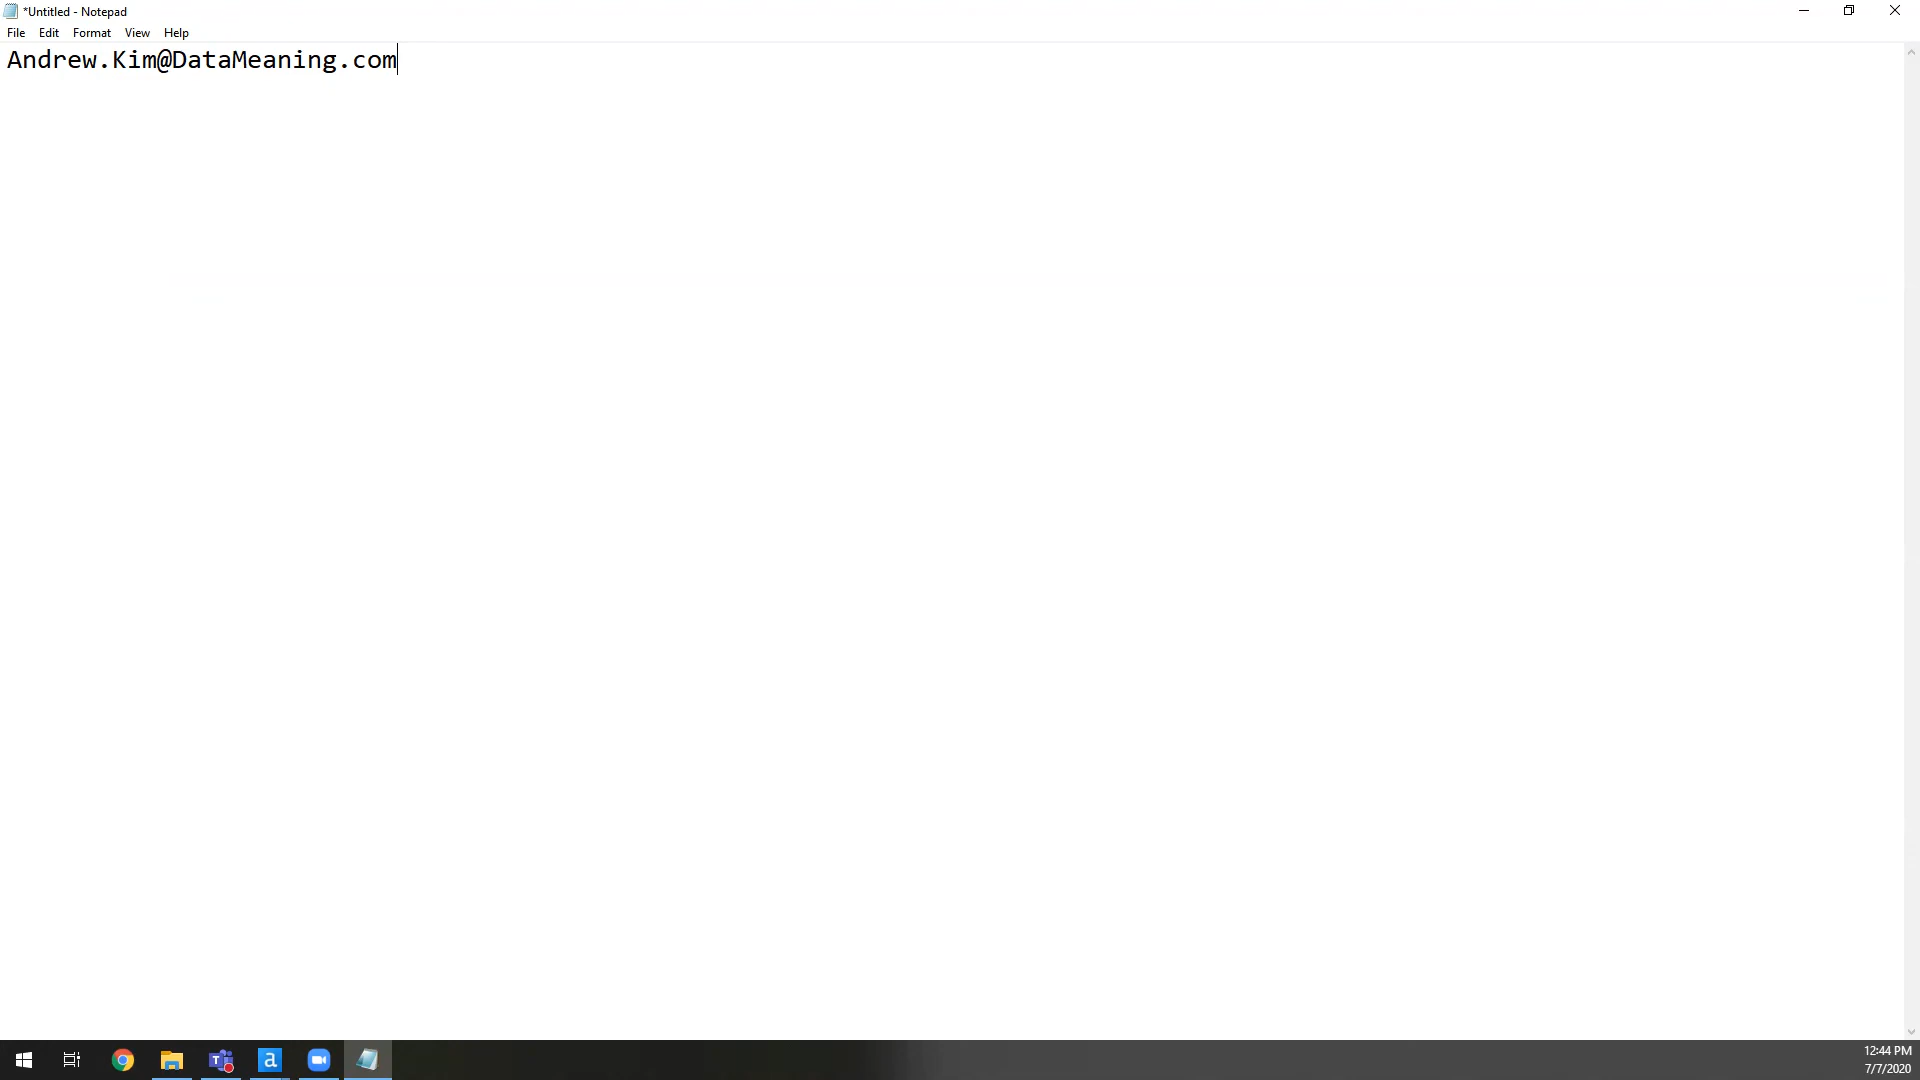 *Untitled - Notepad
File Edit Format View Help
Andrew.Kim@DataMeaning.com
12:44 PM
7/7/2020